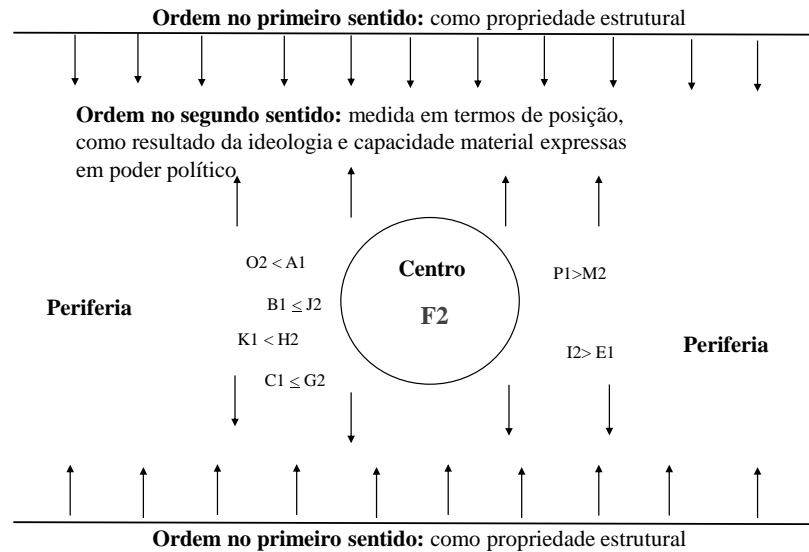 Ordem no primeiro sentido: como propriedade estrutural
Ordem no segundo sentido: medida em termos de posição,
como resultado da ideologia e capacidade material expressas
em poder político
O2 < A1
Centro
P1>M2
Periferia
B1 ≤ J2
F2
K1 < H2
I2> E1
Periferia
C1 ≤ G2
Ordem no primeiro sentido: como propriedade estrutural